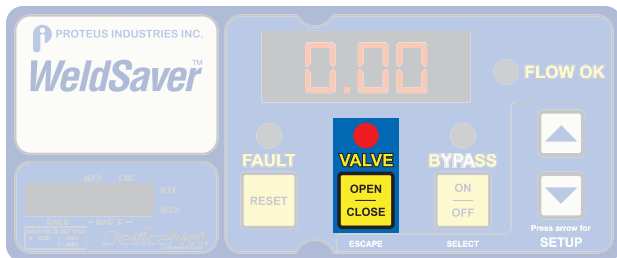 PROTEUS INDUSTRIES INC.
WeldSaver™
0.00
FLOW OK
FAULT
VALVE
BYPASS
RESET
OPEN
CLOSE
ON
OFF
ESCAPE
SELECT
Press arrow for
SETUP
DeviceNet